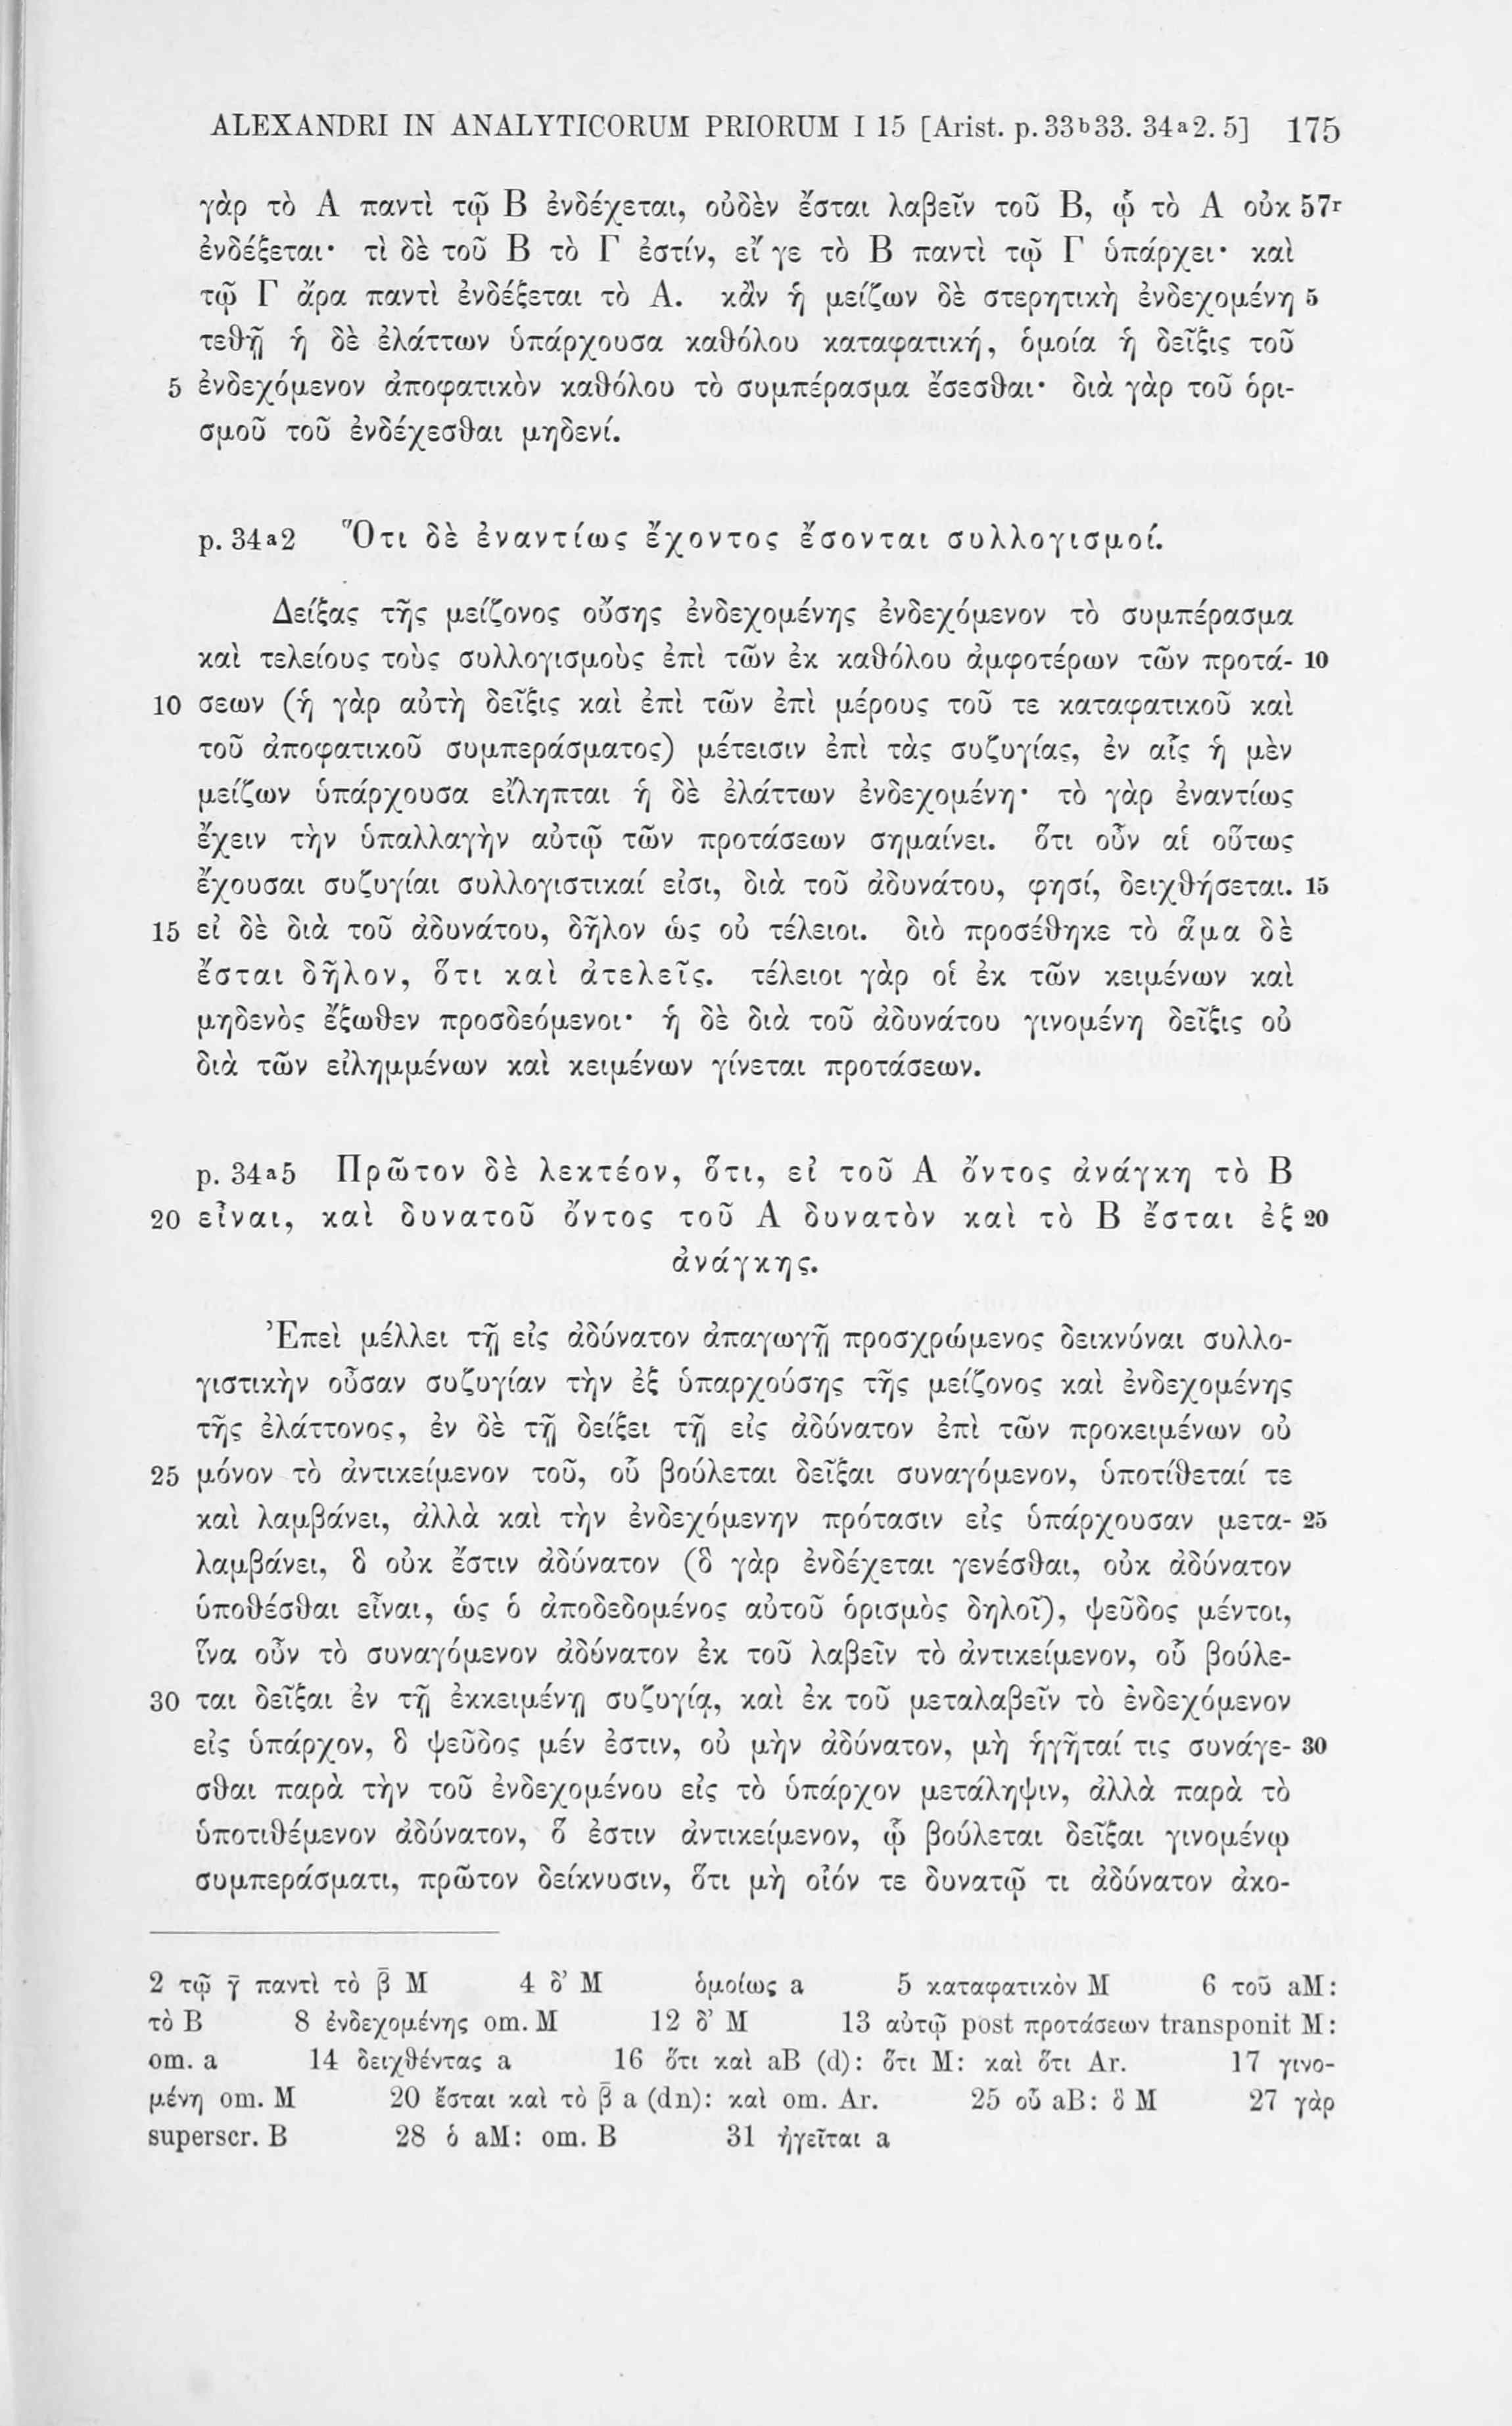 ALEXANDRI IN ANALYTICORUM PRIORUM I 15 [Arist. p. 33b33. 34a2. 5] 175
γὰρ τὸ Α παντὶ τῷ Β ἐνδέχεται, οὐδὲν ἔσται λαβεῖν τοῦ Β, ᾧ τὸ Α οὐκ 57r
ἐνδέξεται· τὶ δὲ τοῦ Β τὸ Γ ἐστίν, εἴ γε τὸ Β παντὶ τῷ Γ ὑπάρχει· καὶ
τῷ Γ ἄρα παντὶ ἐνδέξεται τὸ Α. κἂν ἡ μείζων δὲ στερητικὴ ἐνδεχομένη 5
τεθῇ ἡ δὲ ἐλάττων ὑπάρχουσα καθόλου καταφατική, ὁμοία ἡ δεῖξις τοῦ
5 ἐνδεχόμενον ἀποφατικὸν καθόλου τὸ συμπέρασμα ἔσεσθαι· διὰ γὰρ τοῦ ὁρι-
σμοῦ τοῦ ἐνδέχεσθαι μηδενί.
p. 34a2 Ὅτι δὲ ἐναντίως ἔχοντος ἔσονται συλλογισμοί.
Δείξας τῆς μείζονος οὔσης ἐνδεχομένης ἐνδεχόμενον τὸ συμπέρασμα
καὶ τελείους τοὺς συλλογισμοὺς ἐπὶ τῶν ἐκ καθόλου ἀμφοτέρων τῶν προτά- 10
10 σεων (ἡ γὰρ αὐτὴ δεῖξις καὶ ἐπὶ τῶν ἐπὶ μέρους τοῦ τε καταφατικοῦ καὶ
τοῦ ἀποφατικοῦ συμπεράσματος) μέτεισιν ἐπὶ τὰς συζυγίας, ἐν αἷς ἡ μὲν
μείζων ὑπάρχουσα εἴληπται ἡ δὲ ἐλάττων ἐνδεχομένη· τὸ γὰρ ἐναντίως
ἔχειν τὴν ὑπαλλαγὴν αὐτῷ τῶν προτάσεων σημαίνει. ὅτι οὖν αἱ οὕτως
ἔχουσαι συζυγίαι συλλογιστικαί εἰσι, διὰ τοῦ ἀδυνάτου, φησί, δειχθήσεται. 15
15 εἰ δὲ διὰ τοῦ ἀδυνάτου, δῆλον ὡς οὐ τέλειοι. διὸ προσέθηκε τὸ ἅμα δὲ
ἔσται δῆλον, ὅτι καὶ ἀτελεῖς. τέλειοι γὰρ οἱ ἐκ τῶν κειμένων καὶ
μηδενὸς ἔξωθεν προσδεόμενοι· ἡ δὲ διὰ τοῦ ἀδυνάτου γινομένη δεῖξις οὐ
διὰ τῶν εἰλημμένων καὶ κειμένων γίνεται προτάσεων.
p. 34a5 Πρῶτον δὲ λεκτέον, ὅτι, εἰ τοῦ Α ὄντος ἀνάγκη τὸ Β
20 εἶναι, καὶ δυνατοῦ ὄντος τοῦ Α δυνατὸν καὶ τὸ Β ἔσται ἐξ 20
ἀνάγκης.
Ἐπεὶ μέλλει τῇ εἰς ἀδύνατον ἀπαγωγῇ προσχρώμενος δεικνύναι συλλο-
γιστικὴν οὖσαν συζυγίαν τὴν ἐξ ὑπαρχούσης τῆς μείζονος καὶ ἐνδεχομένης
τῆς ἐλάττονος, ἐν δὲ τῇ δείξει τῇ εἰς ἀδύνατον ἐπὶ τῶν προκειμένων οὐ
25 μόνον τὸ ἀντικείμενον τοῦ, οὗ βούλεται δεῖξαι συναγόμενον, ὑποτίθεταί τε
καὶ λαμβάνει, ἀλλὰ καὶ τὴν ἐνδεχόμενην πρότασιν εἰς ὑπάρχουσαν μετα- 25
λαμβάνει, ὃ οὐκ ἔστιν ἀδύνατον (ὃ γὰρ ἐνδέχεται γενέσθαι, οὐκ ἀδύνατον
ὑποθέσθαι εἶναι, ὡς ὁ ἀποδεδομένος αὐτοῦ ὁρισμὸς δηλοῖ), ψεῦδος μέντοι,
ἵνα οὖν τὸ συναγόμενον ἀδύνατον ἐκ τοῦ λαβεῖν τὸ ἀντικείμενον, οὗ βούλε-
30 ται δεῖξαι ἐν τῇ ἐκκειμένῃ συζυγίᾳ, καὶ ἐκ τοῦ μεταλαβεῖν τὸ ἐνδεχόμενον
εἰς ὑπάρχον, ὃ ψεῦδος μέν ἐστιν, οὐ μὴν ἀδύνατον, μὴ ἡγῆταί τις συνάγε- 30
σθαι παρὰ τὴν τοῦ ἐνδεχομένου εἰς τὸ ὑπάρχον μετάληψιν, ἀλλὰ παρὰ τὸ
ὑποτιθέμενον ἀδύνατον, ὅ ἐστιν ἀντικείμενον, ᾧ βούλεται δεῖξαι γινομένῳ
συμπεράσματι, πρῶτον δείκνυσιν, ὅτι μὴ οἷόν τε δυνατῷ τι ἀδύνατον ἀκο-
2 τῷ γ̄ παντὶ τὸ β̄ M 4 δ’ M ὁμοίως a 5 καταφατικὸν M 6 τοῦ aM:
τὸ B 8 ἐνδεχομένης om. M 12 δ’ M 13 αὐτῷ post προτάσεων transponit M:
om. a 14 δειχθέντας a 16 ὅτι καὶ aB (d): ὅτι M: καὶ ὅτι Ar. 17 γινο-
μένη om. M 20 ἔσται καὶ τὸ β̄ a (dn): καὶ om. Ar. 25 οὗ aB: ὃ M 27 γὰρ
superscr. B 28 ὁ aM: om. B 31 ἡγεῖται a